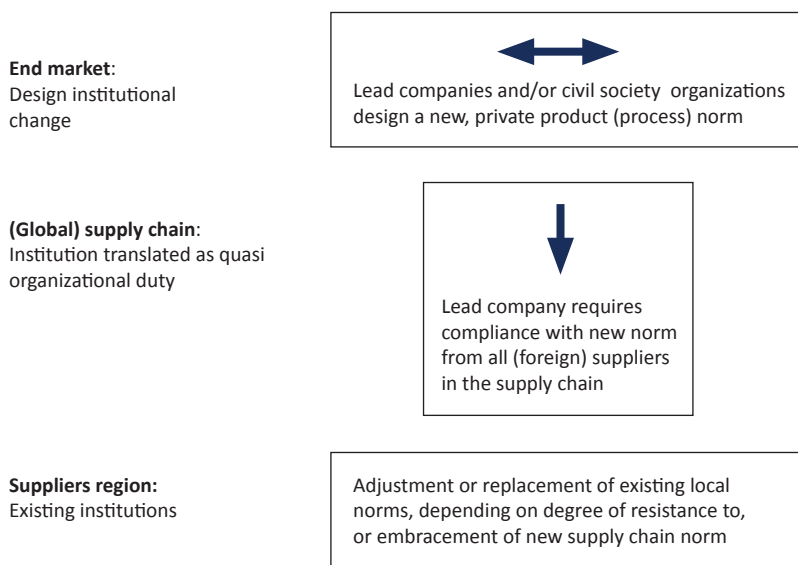 End market:
Design institutional
change
Lead companies and/or civil society organizations
design a new, private product (process) norm
(Global) supply chain:
Institution translated as quasi
organizational duty
Lead company requires
compliance with new norm
from all (foreign) suppliers
in the supply chain
Suppliers region:
Existing institutions
Adjustment or replacement of existing local
norms, depending on degree of resistance to,
or embracement of new supply chain norm